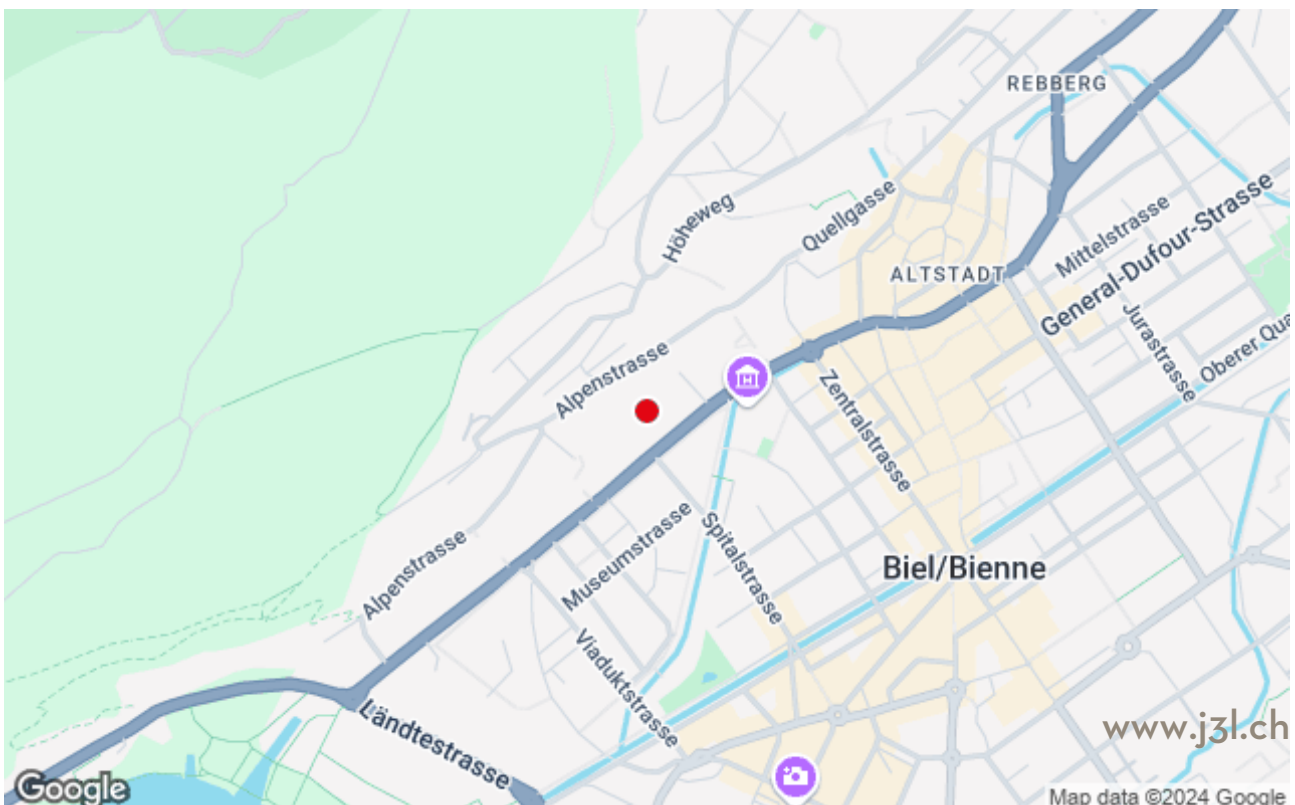 REBBERG
Höheweg
Quellgasse
Mittelstrasse
General-Dufour-Strasse
ALTSTADT
Jurastrasse
Oberer Qua
Alpenstrasse
Zentralstrasse
Spitalstrasse
Museumstrasse
Alpenstrasse
Biel/Bienne
Viaduktstrasse
Ländtestrasse
www.j3l.ch
Google
Map data ©2024 Google